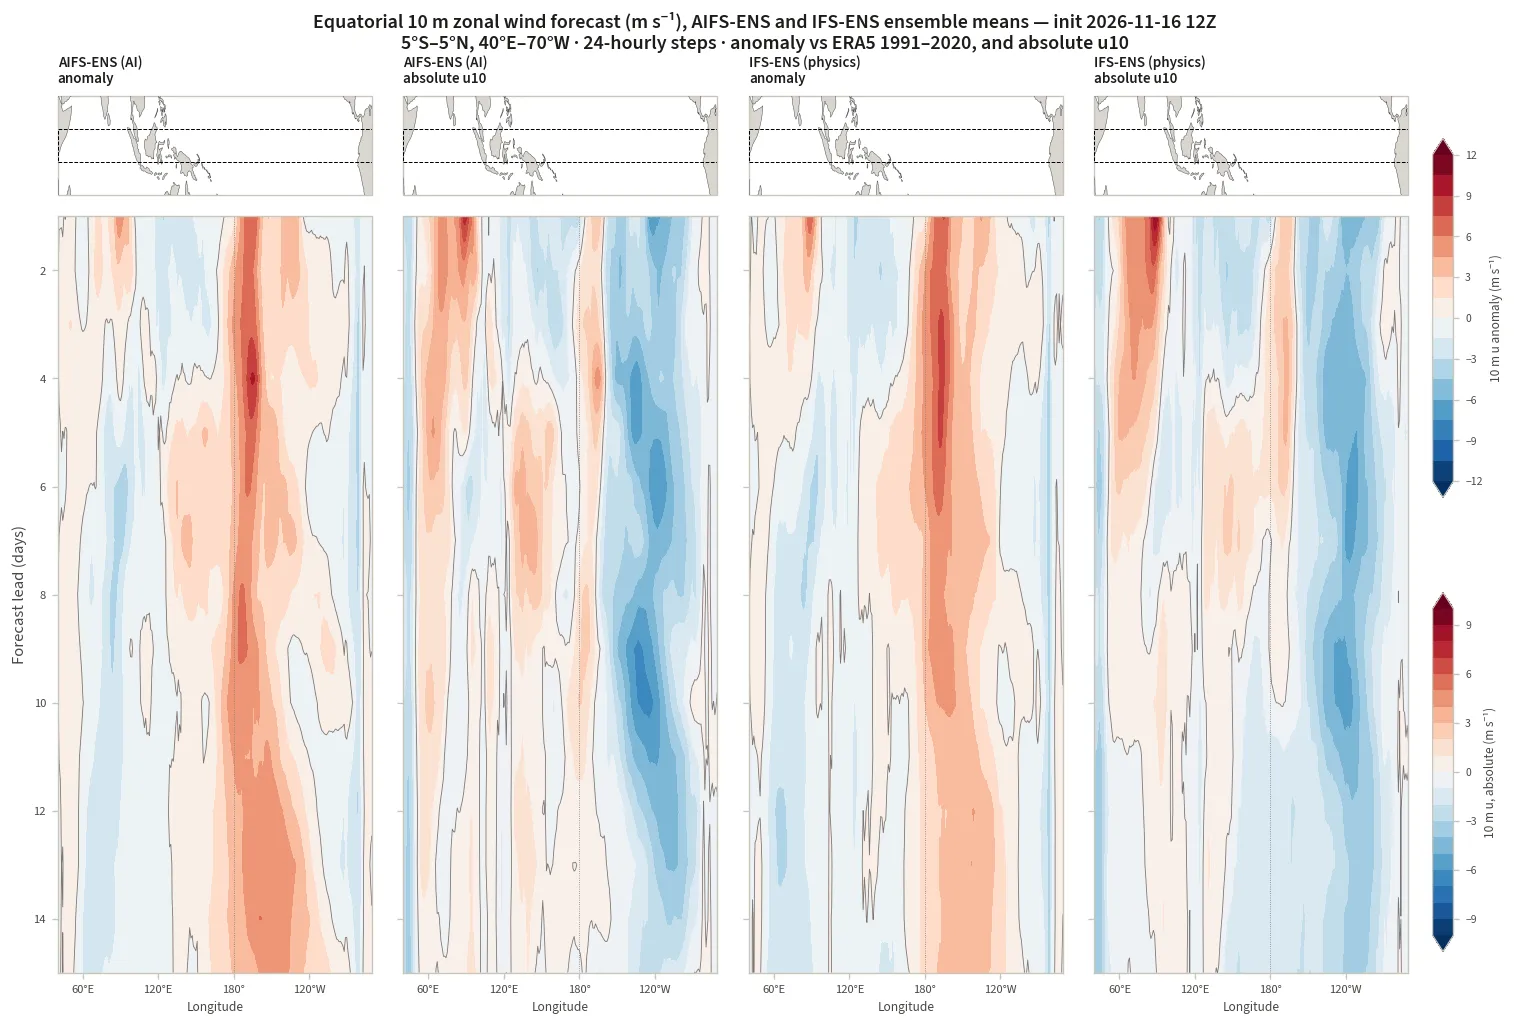 Equatorial 10 m zonal wind forecast (m s⁻¹), AIFS-ENS and IFS-ENS ensemble means — init 2026-11-16 12Z
5°S–5°N, 40°E–70°W · 24-hourly steps · anomaly vs ERA5 1991–2020, and absolute u10
AIFS-ENS (AI)
anomaly
AIFS-ENS (AI)
absolute u10
IFS-ENS (physics)
anomaly
IFS-ENS (physics)
absolute u10
Forecast lead (days)
2
4
6
8
10
12
14
60°E
120°E
180°
120°W
Longitude
60°E
120°E
180°
120°W
Longitude
60°E
120°E
180°
120°W
Longitude
60°E
120°E
180°
120°W
Longitude
12
9
6
3
0
−3
−6
−9
−12
10 m u anomaly (m s⁻¹)
9
6
3
0
−3
−6
−9
10 m u, absolute (m s⁻¹)